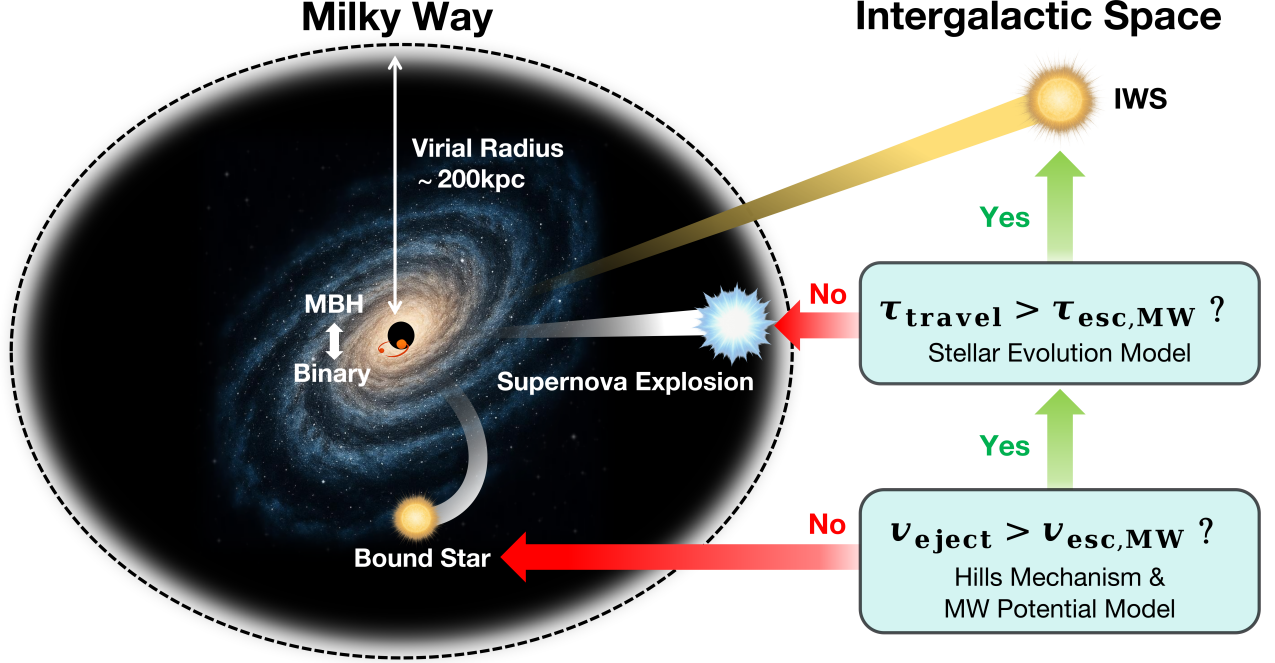 Milky Way
Intergalactic Space
IWS
Virial Radius
~ 200kpc
Yes
MBH
Binary
No
τtravel > τesc,MW ?
Stellar Evolution Model
Supernova Explosion
Yes
No
veject > vesc,MW ?
Hills Mechanism &
MW Potential Model
Bound Star